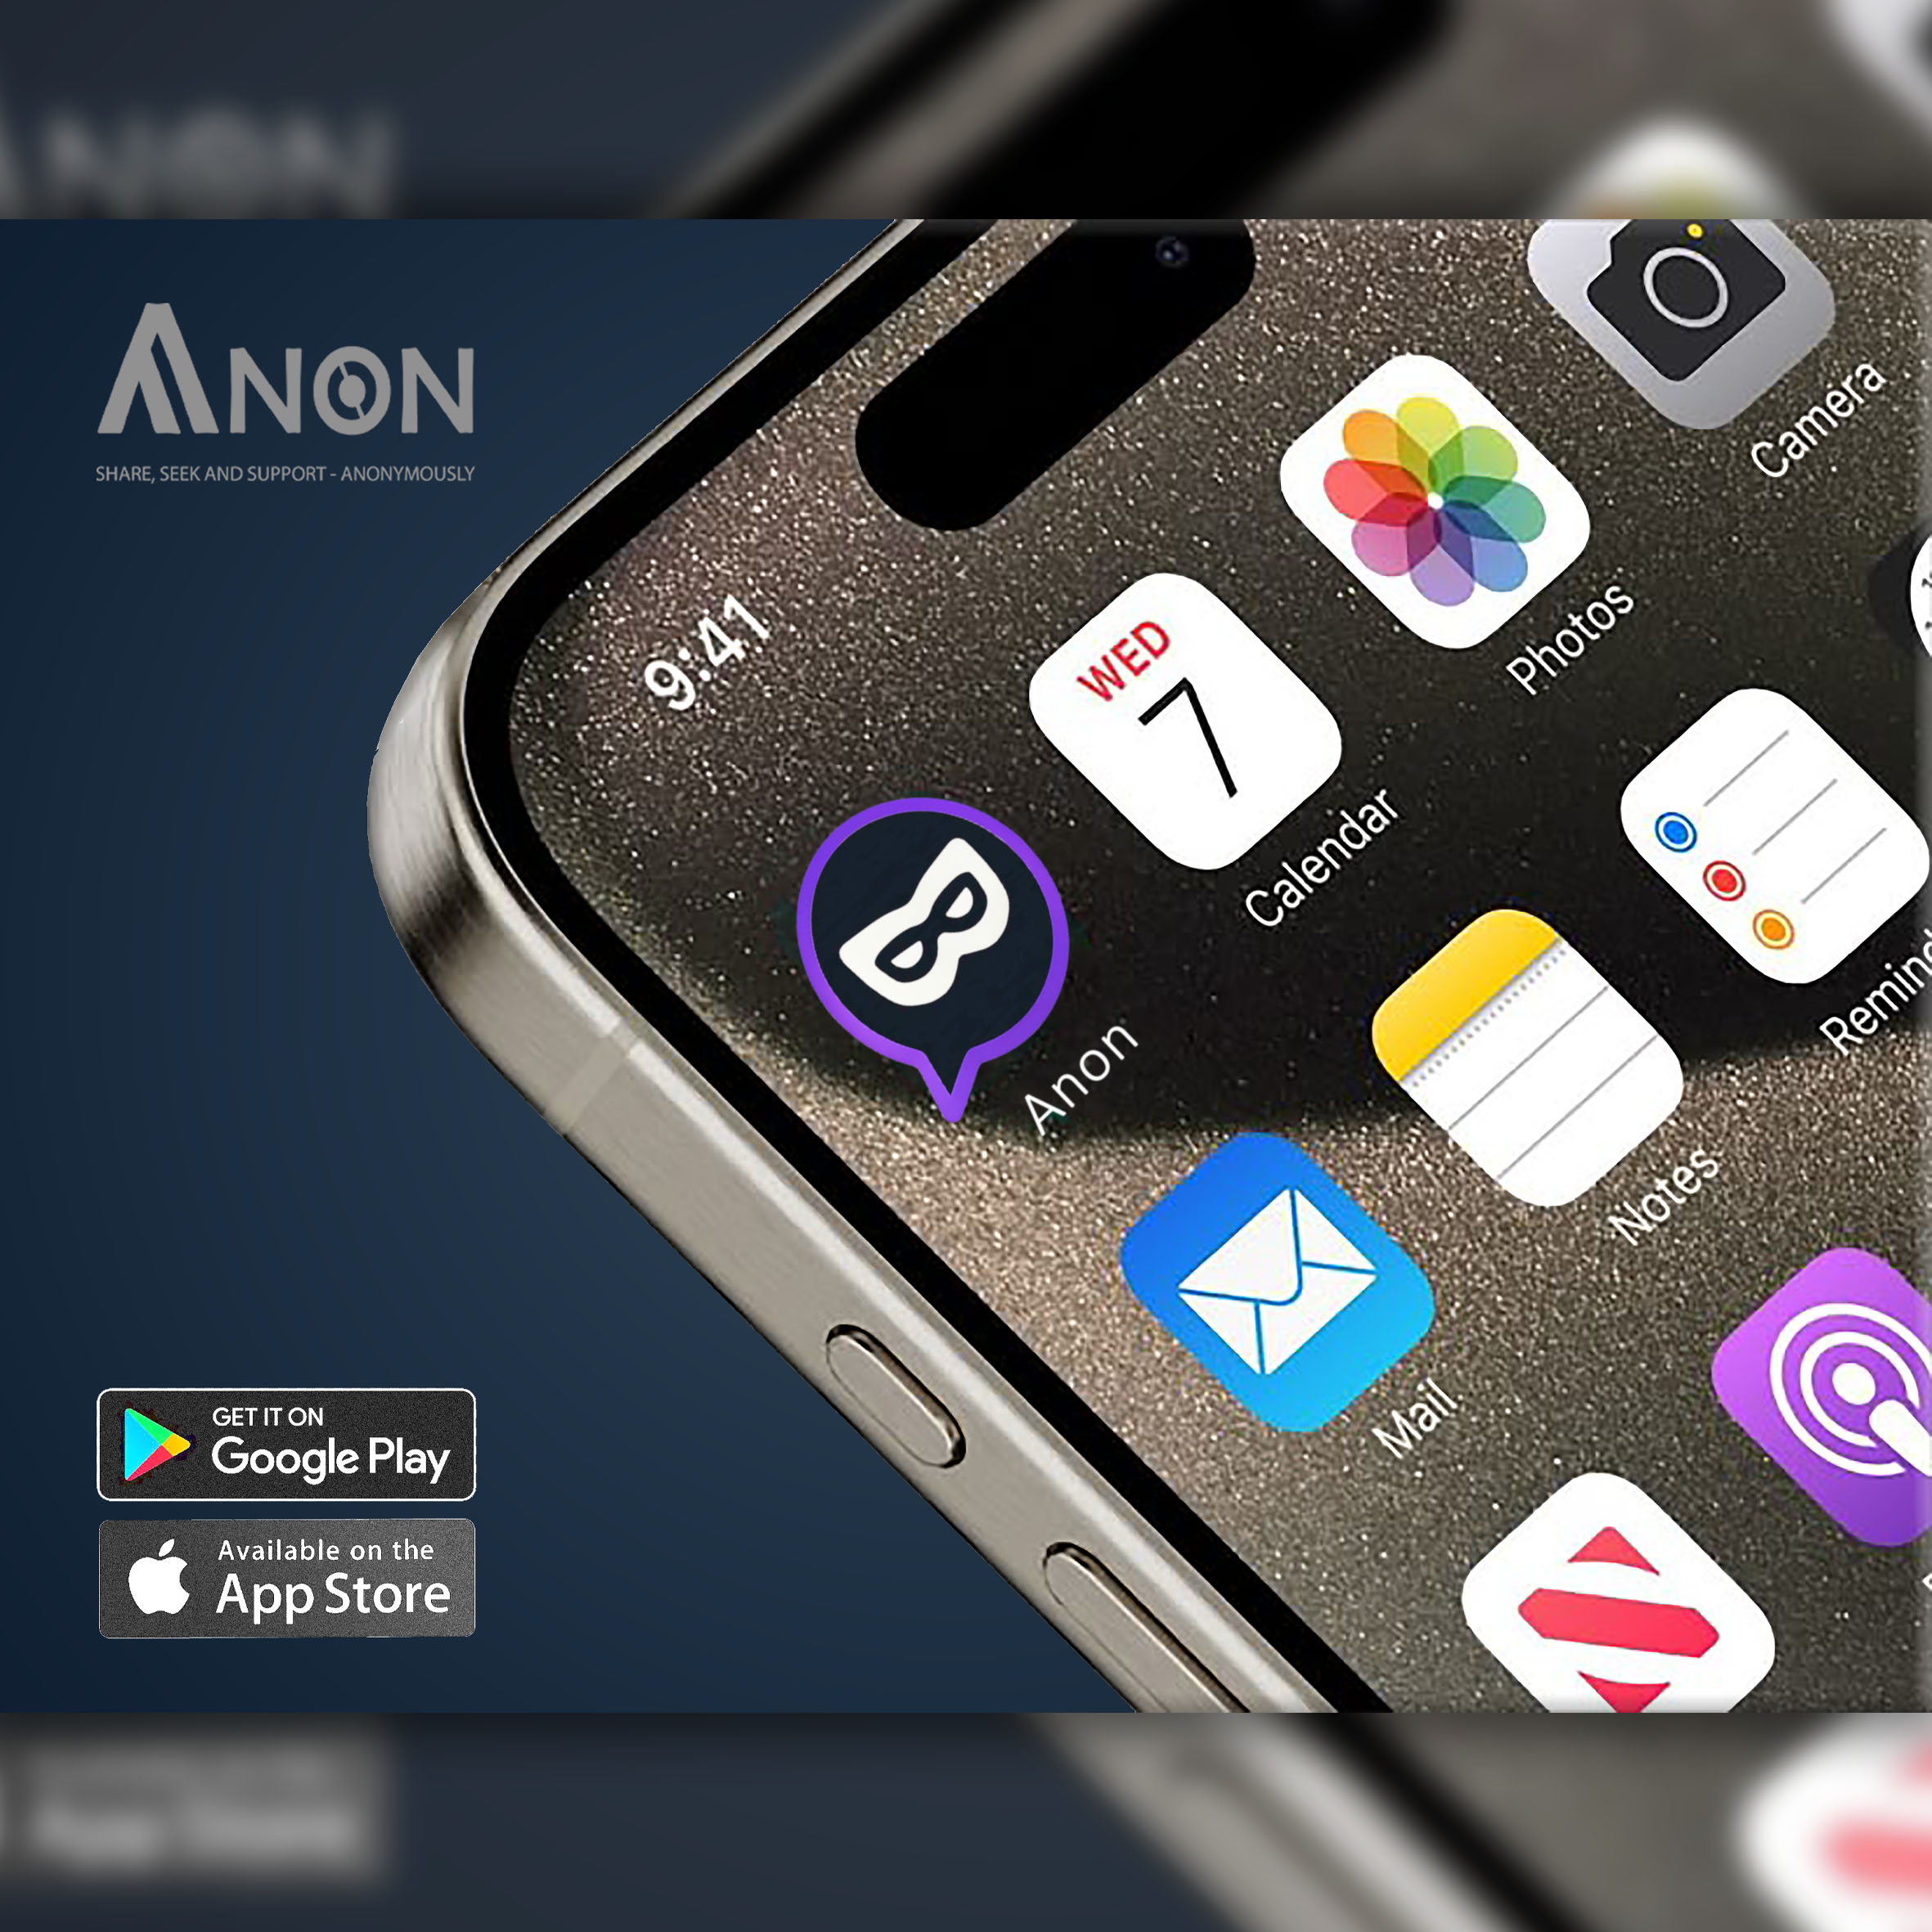 ANON
SHARE, SEEK AND SUPPORT - ANONYMOUSLY
9:41
WED
7
Camera
Photos
Calendar
Anon
Notes
Mail
GET IT ON
Google Play
Available on the
App Store